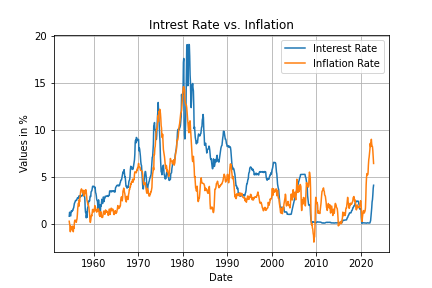 Intrest Rate vs. Inflation
Interest Rate
Inflation Rate
Values in %
20
15
10
5
0
1960 1970 1980 1990 2000 2010 2020
Date